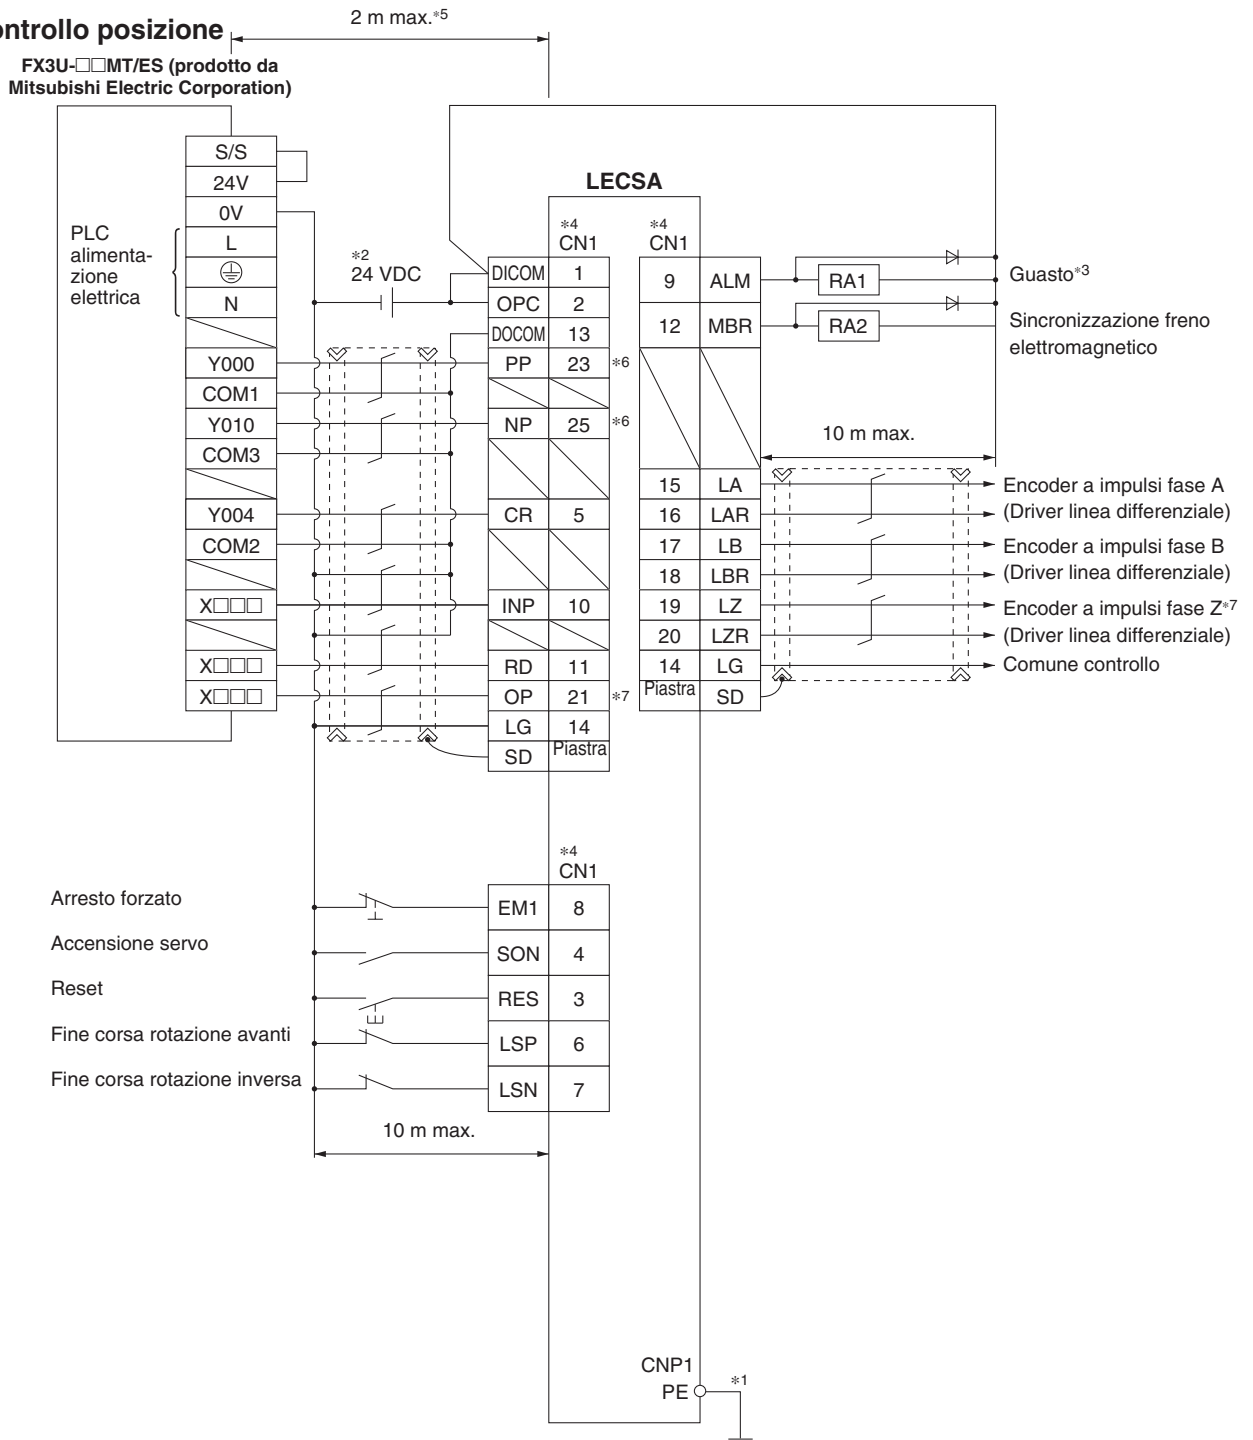 ontrollo posizione
2 m max.*5
FX3U-□□MT/ES (prodotto da
Mitsubishi Electric Corporation)
S/S
24V
0V
L
N
Y000
COM1
Y010
COM3
Y004
COM2
X□□□
X□□□
X□□□
PLC
alimenta-
zione
elettrica
*2
24 VDC
LECSA
*4
CN1
DICOM 1
OPC 2
DOCOM 13
PP 23 *6
NP 25 *6
CR 5
INP 10
RD 11
OP 21 *7
LG 14
SD Piastra
*4
CN1
9 ALM
12 MBR
15 LA
16 LAR
17 LB
18 LBR
19 LZ
20 LZR
14 LG
Piastra SD
RA1
RA2
Guasto*3
Sincronizzazione freno
elettromagnetico
10 m max.
Encoder a impulsi fase A
(Driver linea differenziale)
Encoder a impulsi fase B
(Driver linea differenziale)
Encoder a impulsi fase Z*7
(Driver linea differenziale)
Comune controllo
*4
CN1
Arresto forzato
EM1 8
Accensione servo
SON 4
Reset
RES 3
Fine corsa rotazione avanti
LSP 6
Fine corsa rotazione inversa
LSN 7
10 m max.
CNP1
PE *1